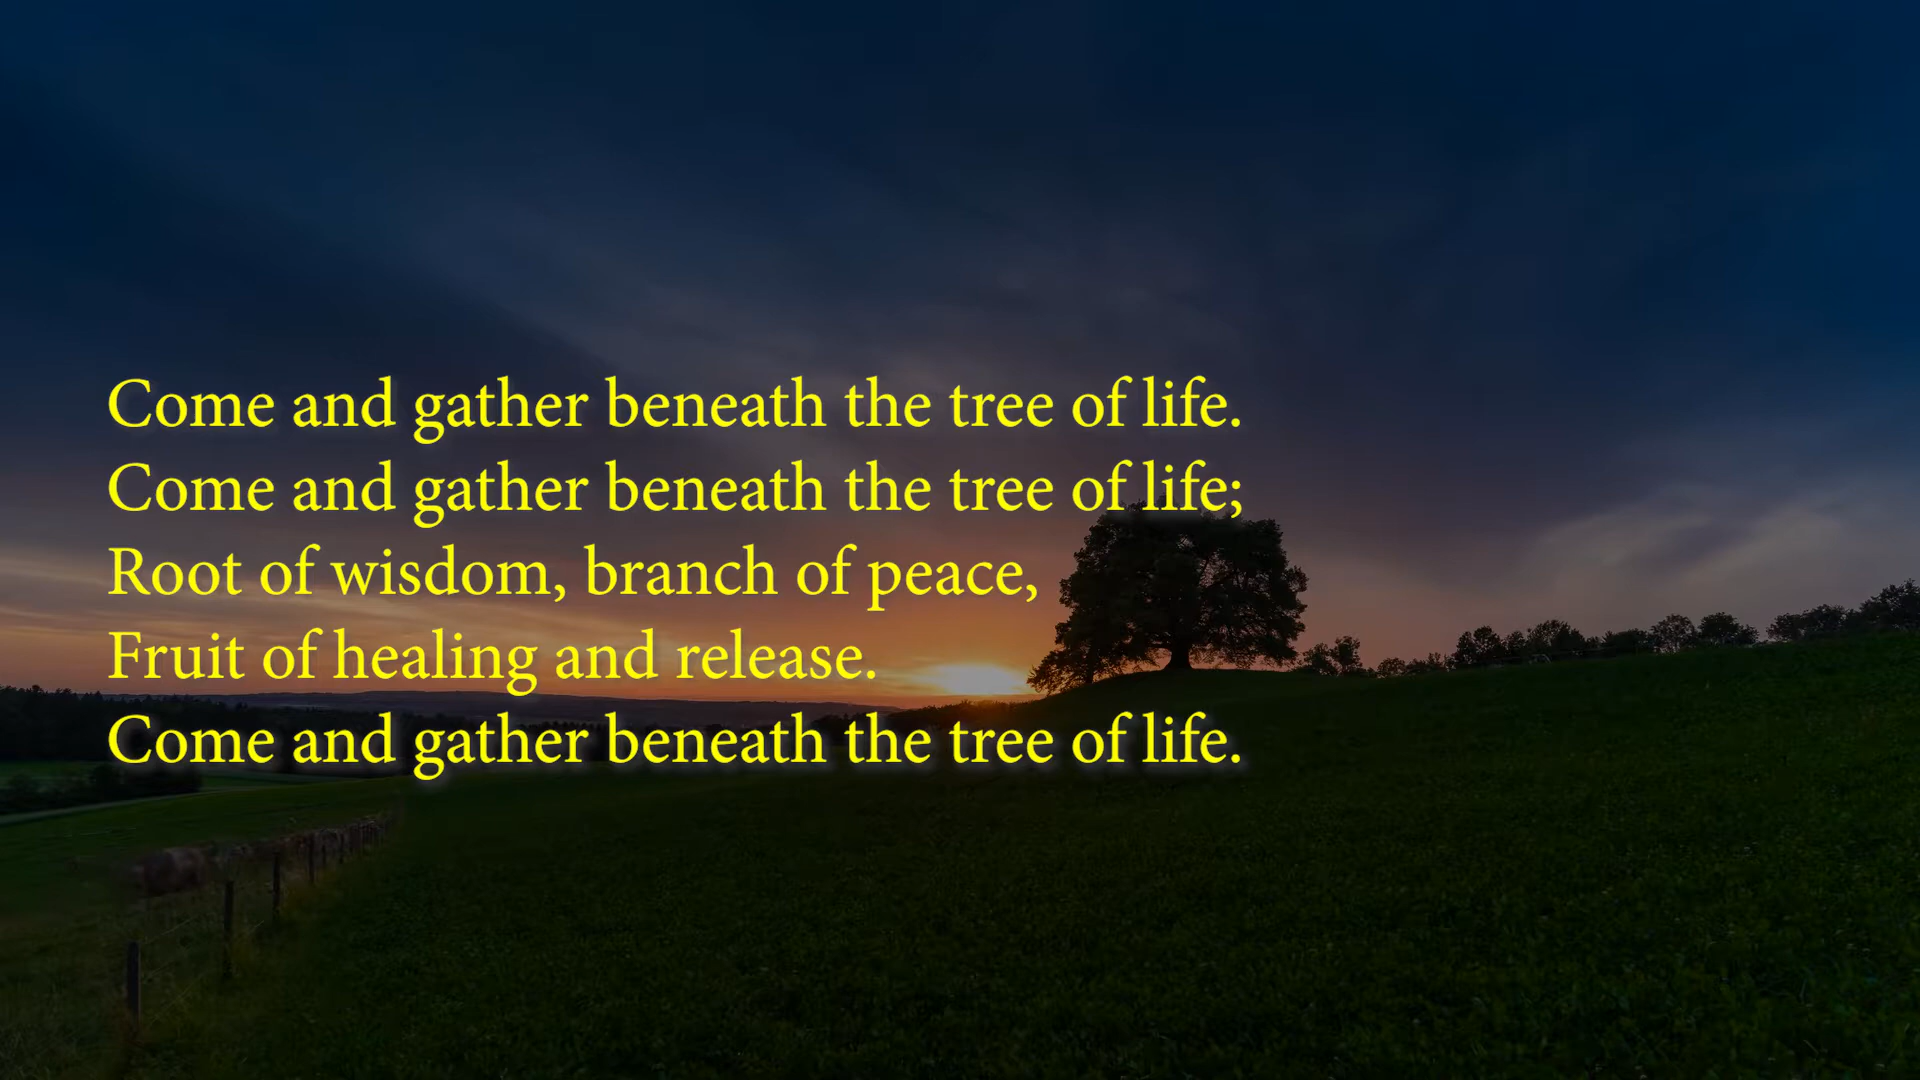 Come and gather beneath the tree of life.
Come and gather beneath the tree of life;
Root of wisdom, branch of peace,
Fruit of healing and release.
Come and gather beneath the tree of life.